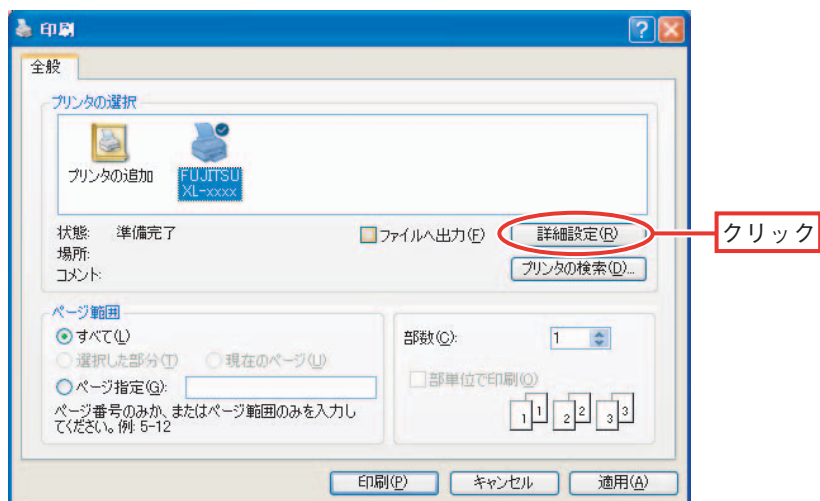 印刷
全般
プリンタの選択
プリンタの追加
FUJITSU
XL-xxxx
状態: 準備完了
ファイルへ出力(F)
詳細設定(R)
クリック
場所:
コメント:
プリンタの検索(D)...
ページ範囲
すべて(L)
選択した部分(T)
現在のページ(U)
ページ指定(G):
ページ番号のみか、またはページ範囲のみを入力し
てください。例: 5-12
部数(C):
1
部単位で印刷(O)
1 1 2 2 3 3
印刷(P)
キャンセル
適用(A)